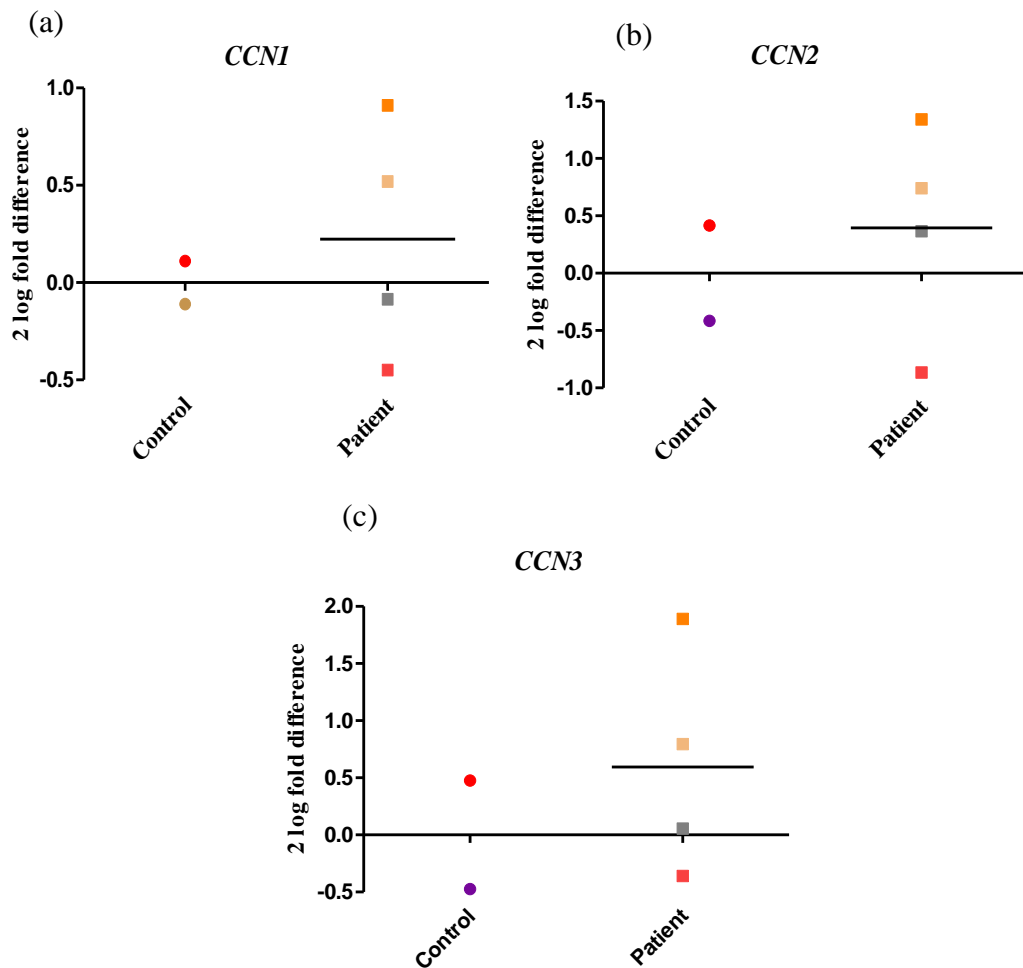 (a)
CCN1
2 log fold difference
1.0
0.5
0.0
-0.5
Control
Patient
(b)
CCN2
2 log fold difference
1.5
1.0
0.5
0.0
-0.5
-1.0
Control
Patient
(c)
CCN3
2 log fold difference
2.0
1.5
1.0
0.5
0.0
-0.5
Control
Patient